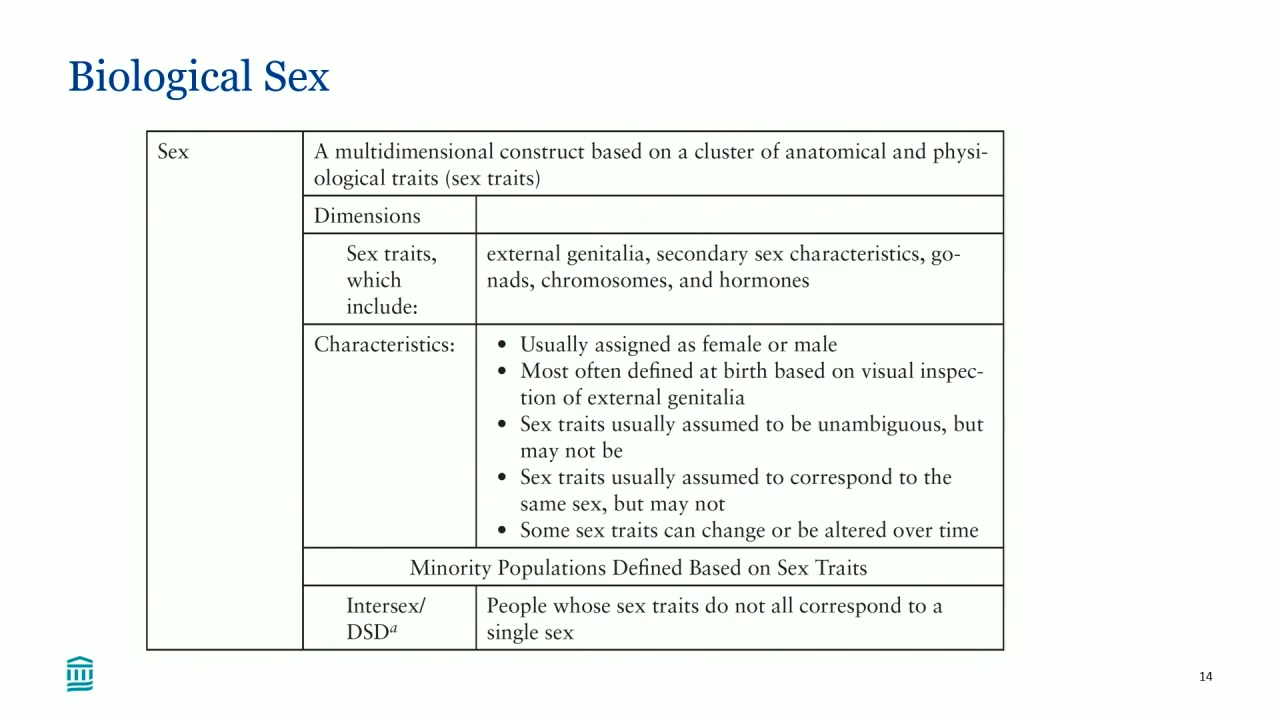 Biological Sex
Sex
A multidimensional construct based on a cluster of anatomical and physi-
ological traits (sex traits)
Dimensions
Sex traits,
which
include:
external genitalia, secondary sex characteristics, go-
nads, chromosomes, and hormones
Characteristics:
• Usually assigned as female or male
• Most often defined at birth based on visual inspec-
tion of external genitalia
• Sex traits usually assumed to be unambiguous, but
may not be
• Sex traits usually assumed to correspond to the
same sex, but may not
• Some sex traits can change or be altered over time
Minority Populations Defined Based on Sex Traits
Intersex/
DSDᵃ
People whose sex traits do not all correspond to a
single sex
14